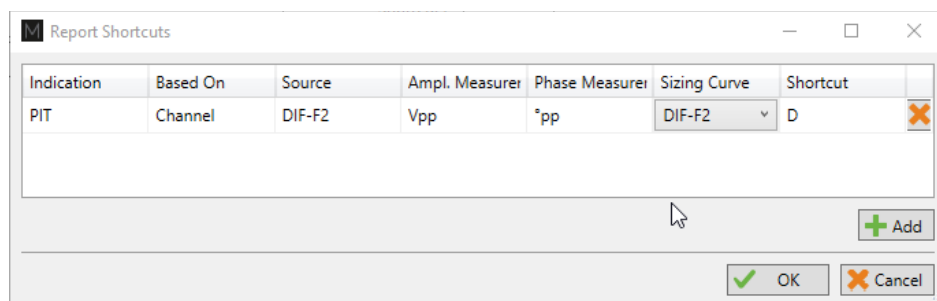 M Report Shortcuts
Indication Based On Source Ampl. Measurer Phase Measurer Sizing Curve Shortcut
PIT Channel DIF-F2 Vpp °pp DIF-F2 D
Add
OK Cancel